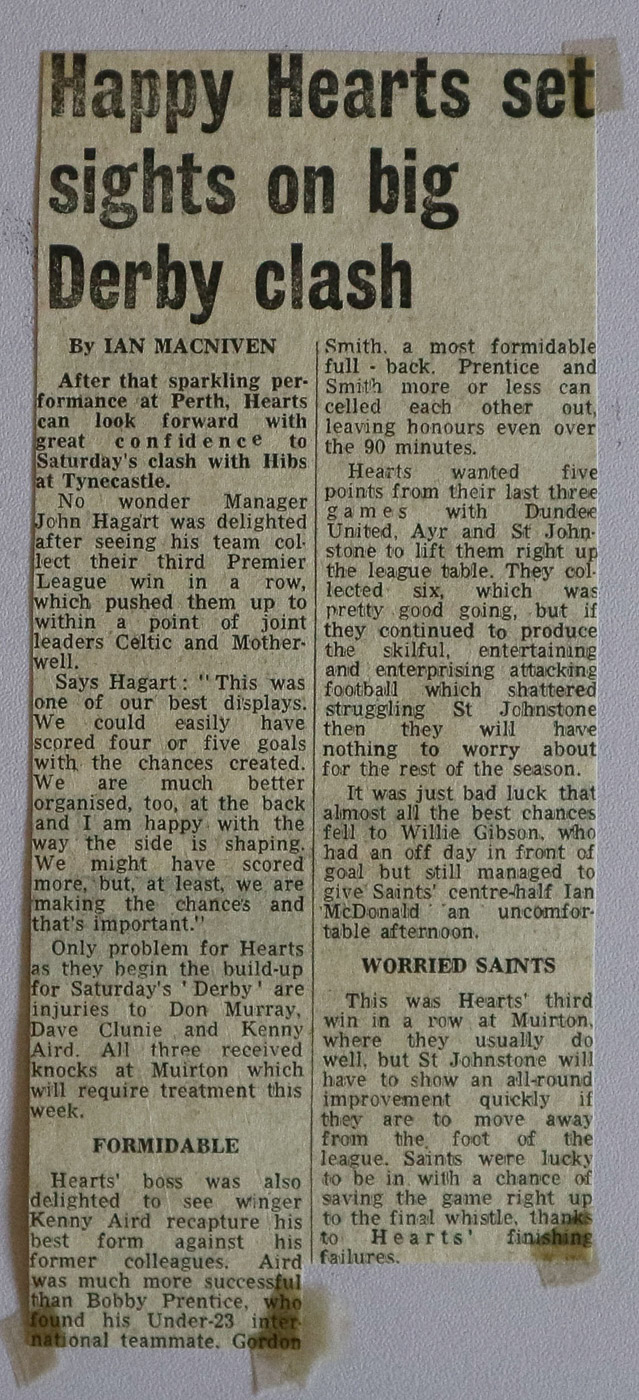 Happy Hearts set
sights on big
Derby clash
By IAN MACNIVEN
After that sparkling per-
formance at Perth, Hearts
can look forward with
great confidence to
Saturday's clash with Hibs
at Tynecastle.
No wonder Manager
John Hagart was delighted
after seeing his team col-
lect their third Premier
League win in a row,
which pushed them up to
within a point of joint
leaders Celtic and Mother-
well.
Says Hagart: "This was
one of our best displays.
We could easily have
scored four or five goals
with the chances created.
We are much better
organised, too, at the back
and I am happy with the
way the side is shaping.
We might have scored
more, but, at least, we are
making the chances and
that's important."
Only problem for Hearts
as they begin the build-up
for Saturday's 'Derby' are
injuries to Don Murray,
Dave Clunie and Kenny
Aird. All three received
knocks at Muirton which
will require treatment this
week.
FORMIDABLE
Hearts' boss was also
delighted to see winger
Kenny Aird recapture his
best form against his
former colleagues. Aird
was much more successful
than Bobby Prentice, who
found his Under-23 inter-
national teammate, Gordon
Smith, a most formidable
full - back. Prentice and
Smith more or less can
celled each other out,
leaving honours even over
the 90 minutes.
Hearts wanted five
points from their last three
games with Dundee
United, Ayr and St John-
stone to lift them right up
the league table. They col-
lected six, which was
pretty good going, but if
they continued to produce
the skilful, entertaining
and enterprising attacking
football which shattered
struggling St Johnstone
then they will have
nothing to worry about
for the rest of the season.
It was just bad luck that
almost all the best chances
fell to Willie Gibson, who
had an off day in front of
goal but still managed to
give Saints' centre-half Ian
McDonald an uncomfor-
table afternoon.
WORRIED SAINTS
This was Hearts' third
win in a row at Muirton,
where they usually do
well, but St Johnstone will
have to show an all-round
improvement quickly if
they are to move away
from the foot of the
league. Saints were lucky
to be in with a chance of
saving the game right up
to the final whistle, thanks
to Hearts' finishing
failures.